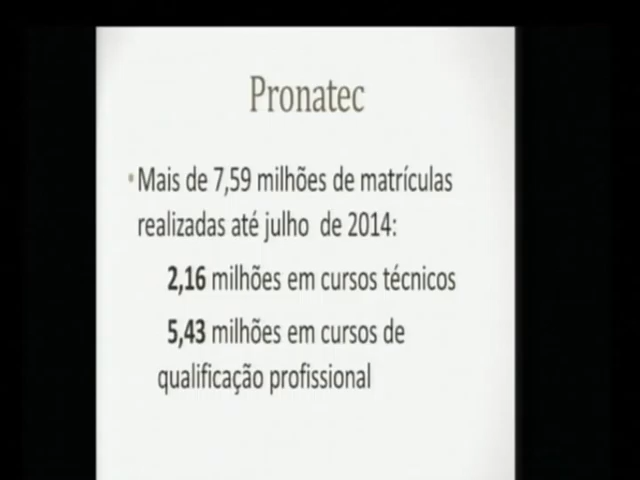 Pronatec
• Mais de 7,59 milhões de matrículas
realizadas até julho de 2014:
2,16 milhões em cursos técnicos
5,43 milhões em cursos de
qualificação profissional